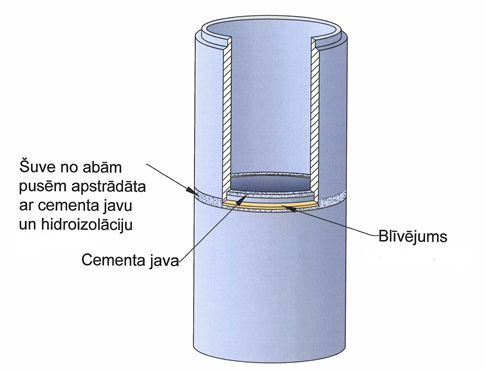 Šuve no abām
pusēm apstrādāta
ar cementa javu
un hidroizolāciju
Cementa java
Blīvējums